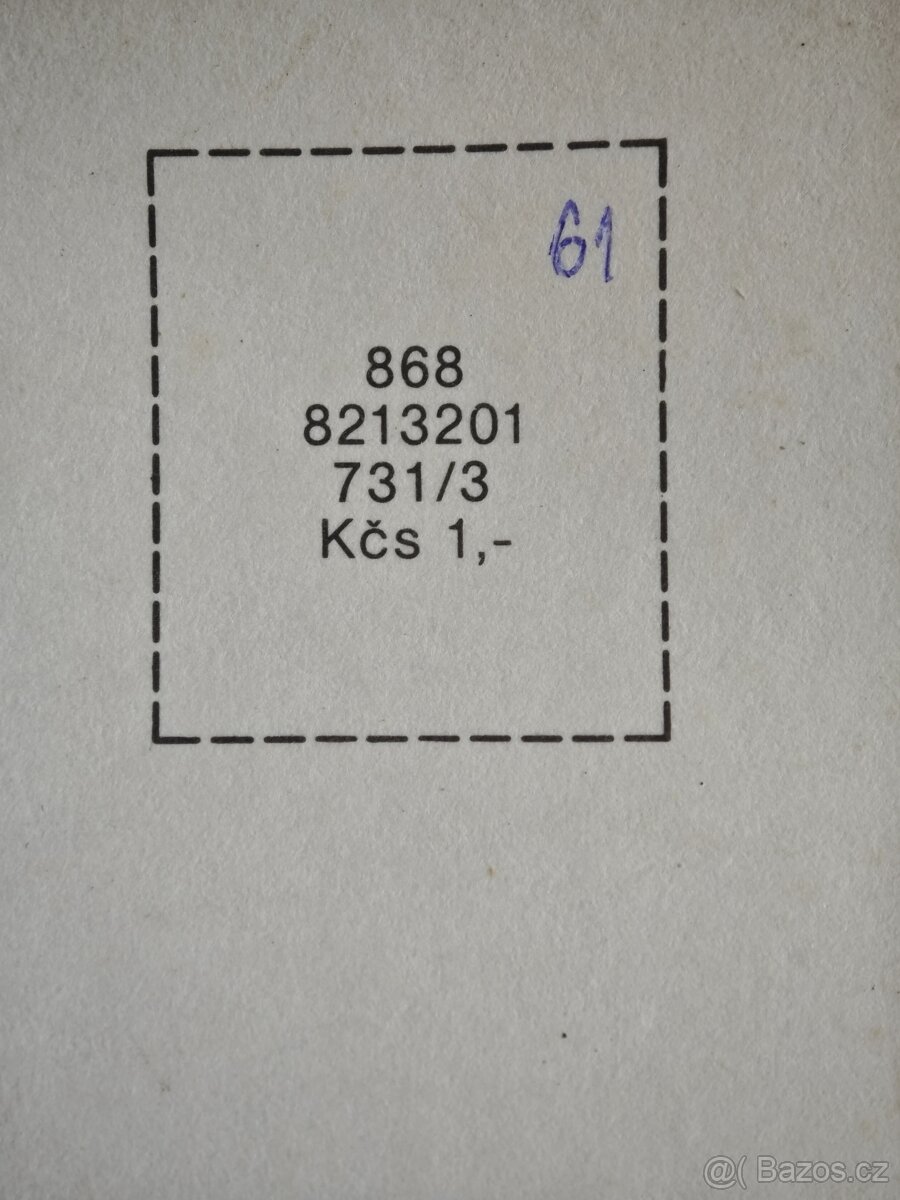 61
868
8213201
731/3
Kčs 1,-
@( Bazos.cz